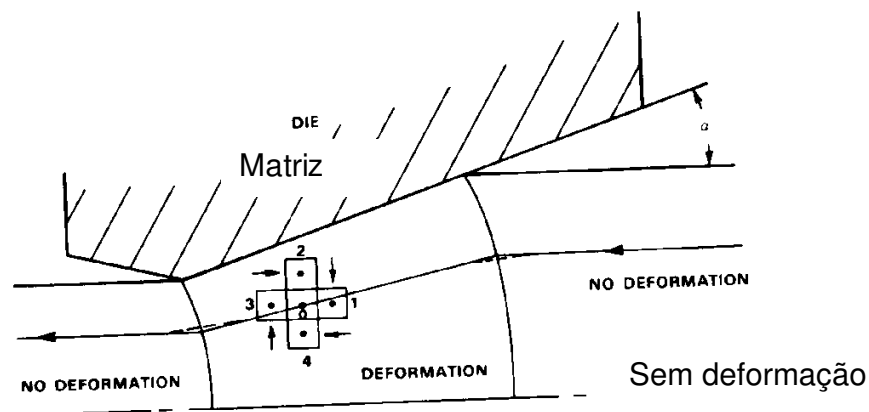 DIE
Matriz
a
2
3
0
1
4
NO DEFORMATION
NO DEFORMATION
DEFORMATION
Sem deformação